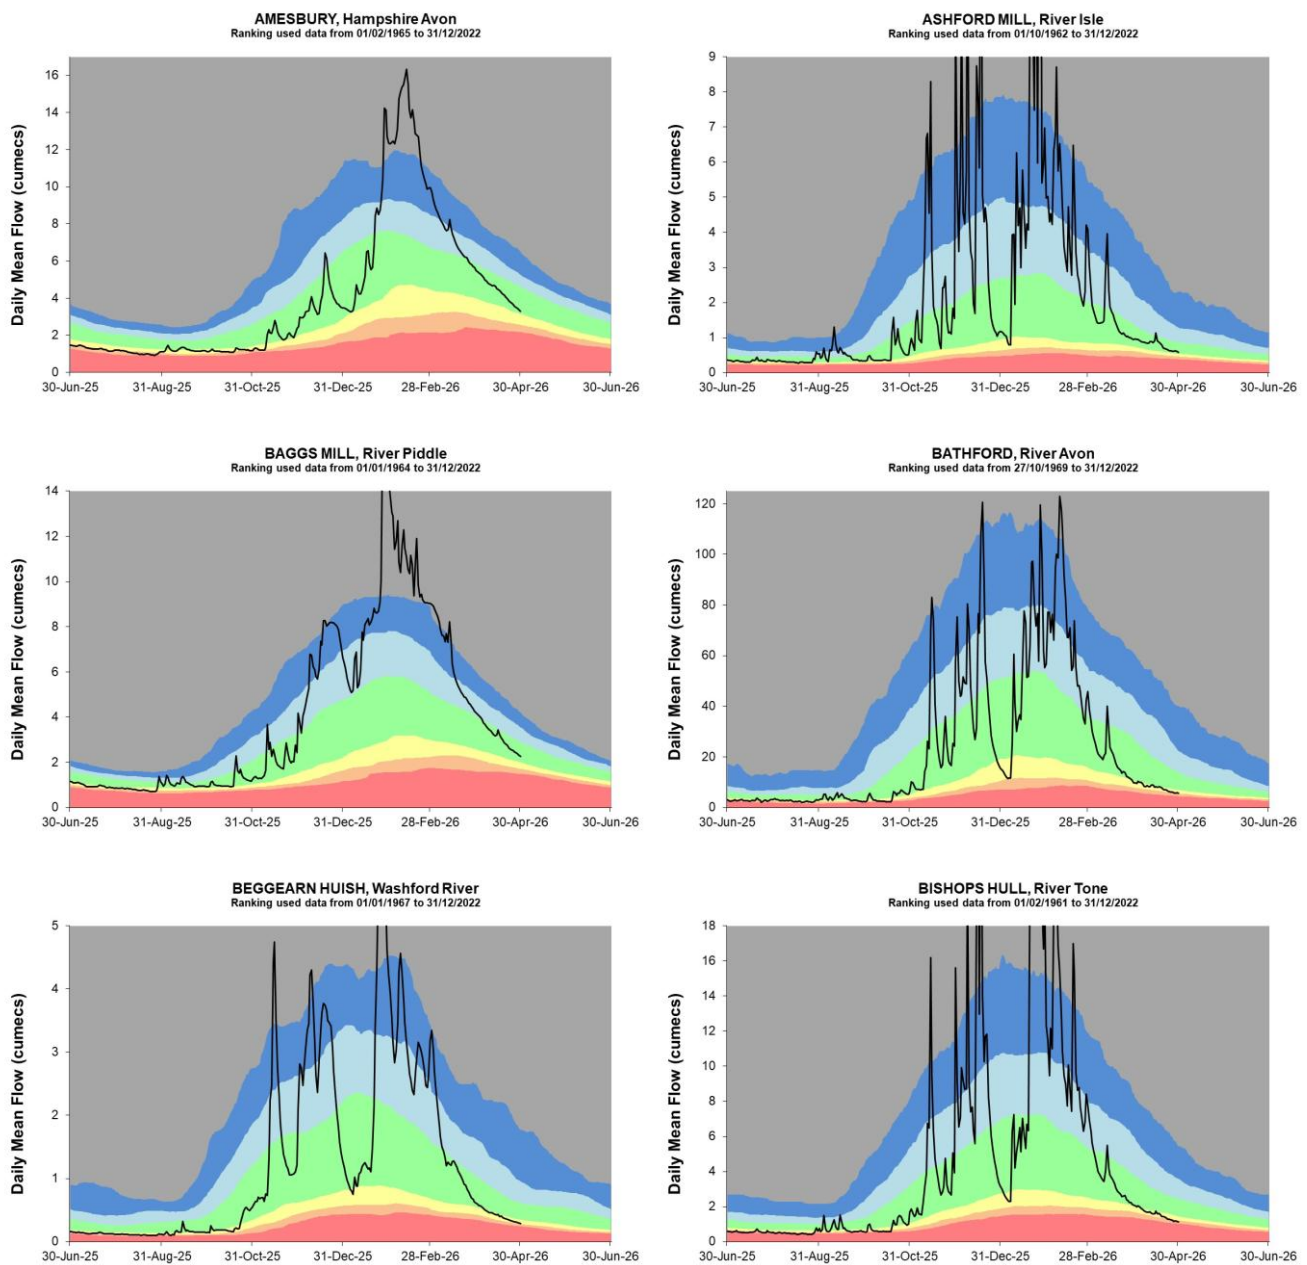 AMESBURY, Hampshire Avon
Ranking used data from 01/02/1965 to 31/12/2022
Daily Mean Flow (cumecs)
16
14
12
10
8
6
4
2
0
30-Jun-25 31-Aug-25 31-Oct-25 31-Dec-25 28-Feb-26 30-Apr-26 30-Jun-26
ASHFORD MILL, River Isle
Ranking used data from 01/10/1962 to 31/12/2022
Daily Mean Flow (cumecs)
9
8
7
6
5
4
3
2
1
0
30-Jun-25 31-Aug-25 31-Oct-25 31-Dec-25 28-Feb-26 30-Apr-26 30-Jun-26
BAGGS MILL, River Piddle
Ranking used data from 01/01/1964 to 31/12/2022
Daily Mean Flow (cumecs)
14
12
10
8
6
4
2
0
30-Jun-25 31-Aug-25 31-Oct-25 31-Dec-25 28-Feb-26 30-Apr-26 30-Jun-26
BATHFORD, River Avon
Ranking used data from 27/10/1969 to 31/12/2022
Daily Mean Flow (cumecs)
120
100
80
60
40
20
0
30-Jun-25 31-Aug-25 31-Oct-25 31-Dec-25 28-Feb-26 30-Apr-26 30-Jun-26
BEGGEARN HUISH, Washford River
Ranking used data from 01/01/1967 to 31/12/2022
Daily Mean Flow (cumecs)
5
4
3
2
1
0
30-Jun-25 31-Aug-25 31-Oct-25 31-Dec-25 28-Feb-26 30-Apr-26 30-Jun-26
BISHOPS HULL, River Tone
Ranking used data from 01/02/1961 to 31/12/2022
Daily Mean Flow (cumecs)
18
16
14
12
10
8
6
4
2
0
30-Jun-25 31-Aug-25 31-Oct-25 31-Dec-25 28-Feb-26 30-Apr-26 30-Jun-26